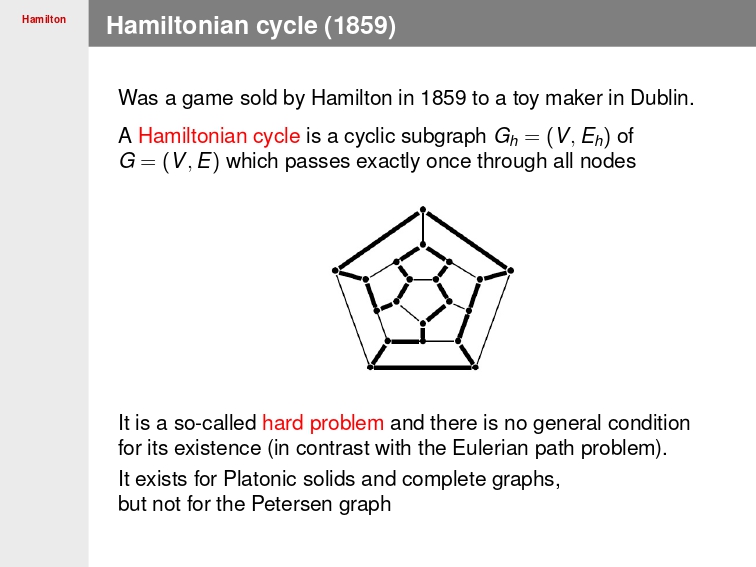 Hamilton
Hamiltonian cycle (1859)
Was a game sold by Hamilton in 1859 to a toy maker in Dublin.
A Hamiltonian cycle is a cyclic subgraph Gₕ = (V, Eₕ) of
G = (V, E) which passes exactly once through all nodes
It is a so-called hard problem and there is no general condition
for its existence (in contrast with the Eulerian path problem).
It exists for Platonic solids and complete graphs,
but not for the Petersen graph